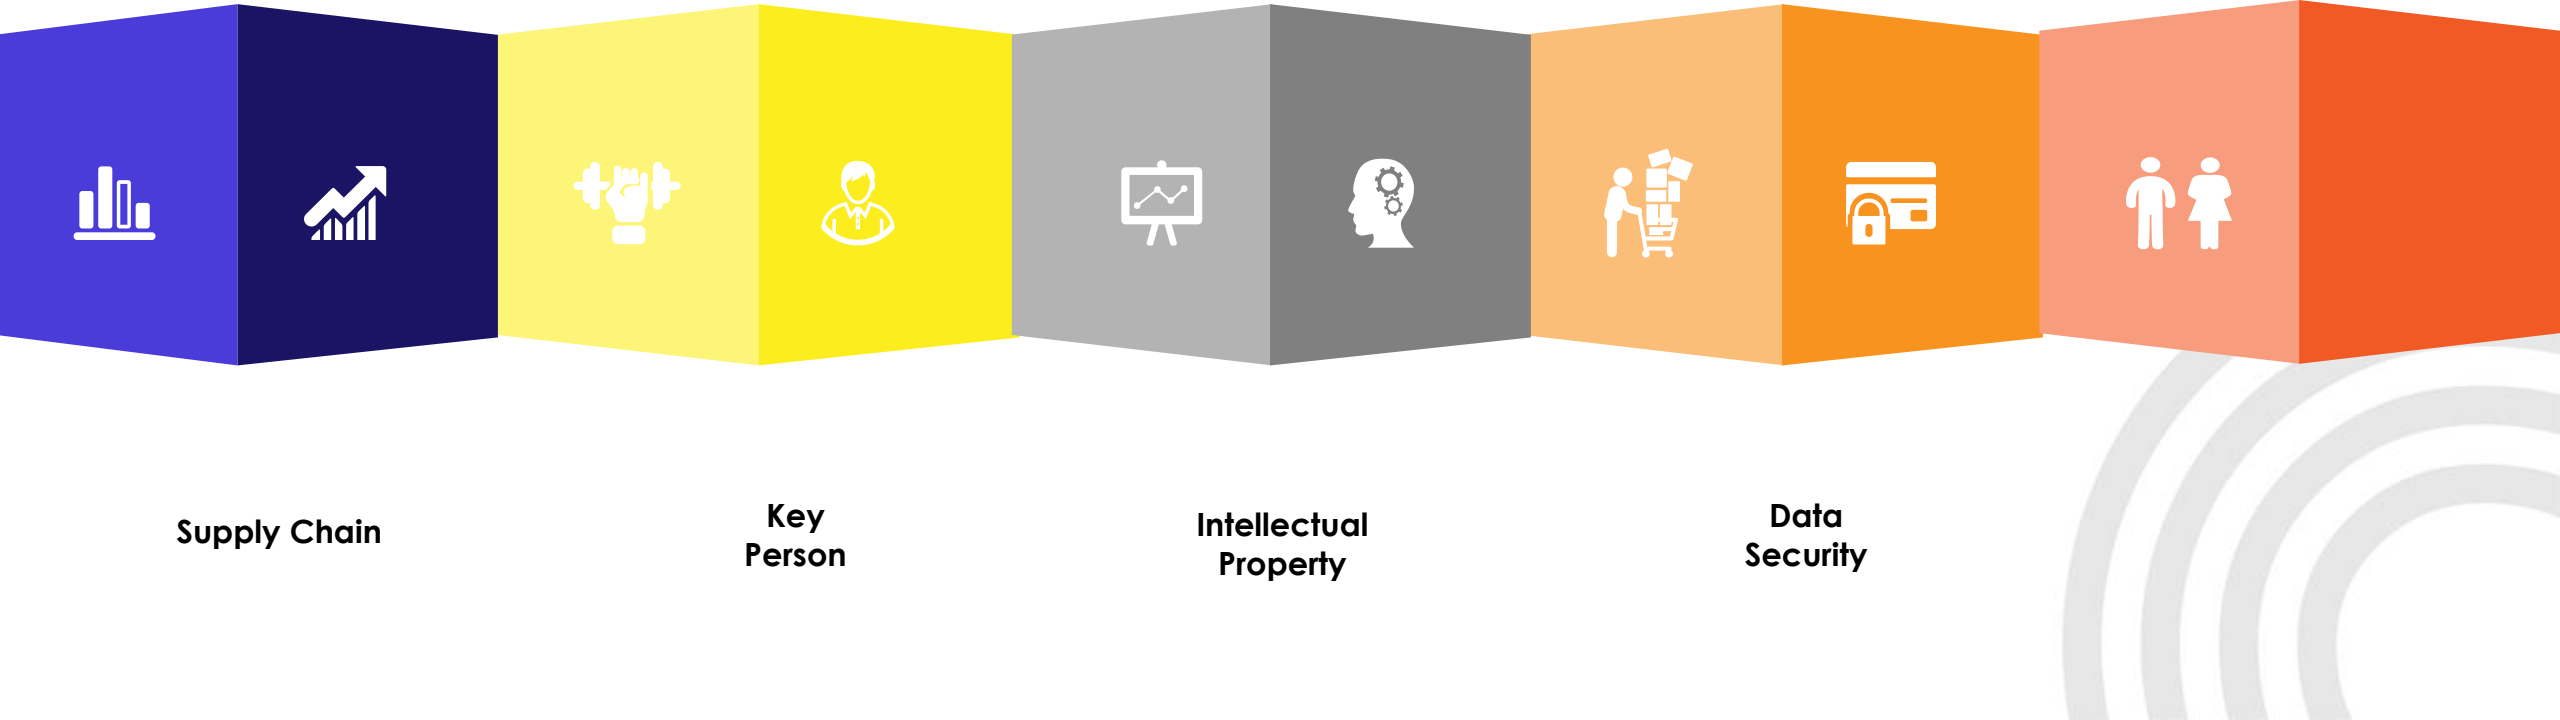 Supply Chain
Key
Person
Intellectual
Property
Data
Security